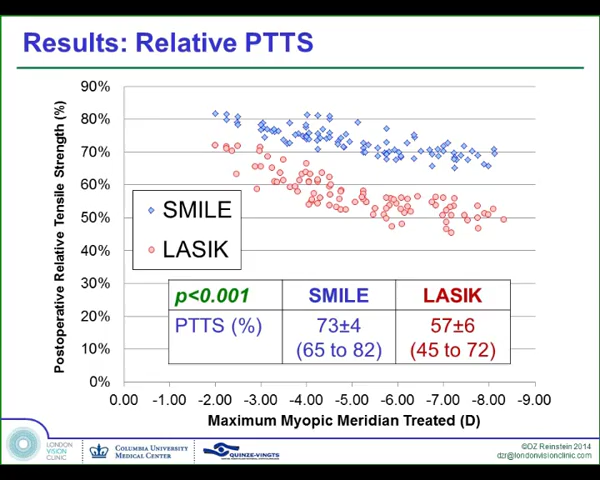 Results: Relative PTTS
Postoperative Relative Tensile Strength (%)
90%
80%
70%
60%
50%
40%
30%
20%
10%
0%
SMILE
LASIK
p<0.001 SMILE LASIK
PTTS (%) 73±4 57±6
(65 to 82) (45 to 72)
0.00 -1.00 -2.00 -3.00 -4.00 -5.00 -6.00 -7.00 -8.00 -9.00
Maximum Myopic Meridian Treated (D)
LONDON
VISION
CLINIC
COLUMBIA UNIVERSITY
MEDICAL CENTER
QUINZE-VINGTS
©DZ Reinstein 2014
dzr@londonvisionclinic.com